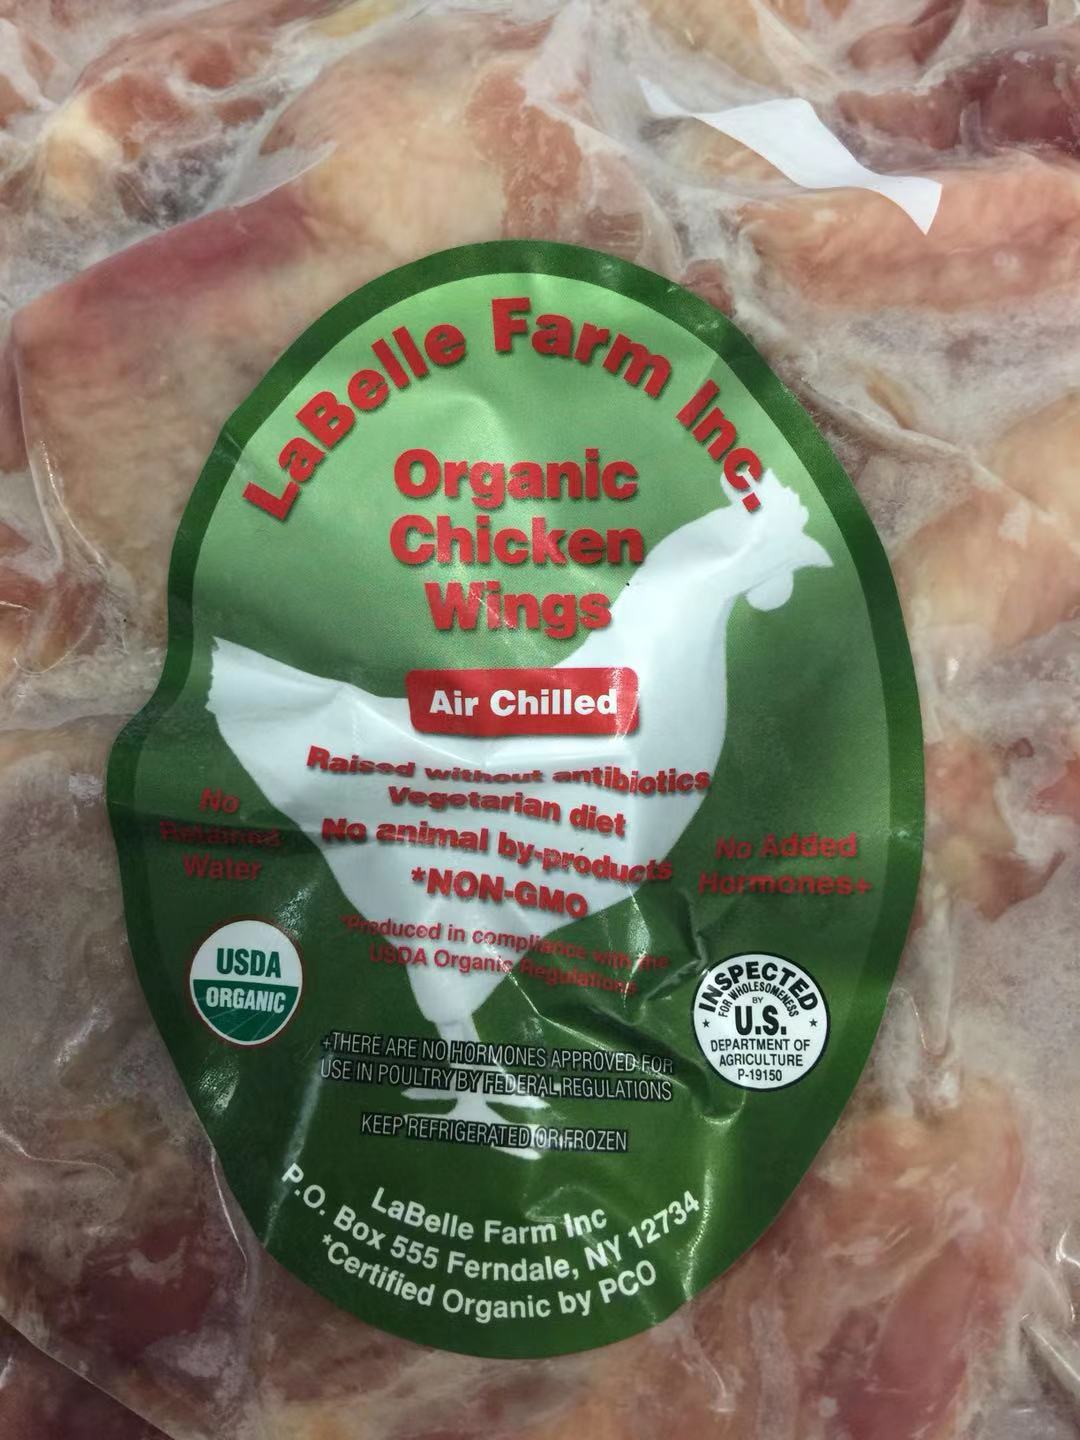 LaBelle Farm Inc.
Organic
Chicken
Wings
Air Chilled
Raised without antibiotics
Vegetarian diet
No animal by-products
*NON-GMO
*Produced in compliance with the
USDA Organic Regulations
No
Retained
Water
No Added
Hormones+
USDA
ORGANIC
INSPECTED
FOR WHOLESOMENESS
BY
U.S.
DEPARTMENT OF
AGRICULTURE
P-19150
+THERE ARE NO HORMONES APPROVED FOR
USE IN POULTRY BY FEDERAL REGULATIONS
KEEP REFRIGERATED OR FROZEN
LaBelle Farm Inc
P.O. Box 555 Ferndale, NY 12734
*Certified Organic by PCO